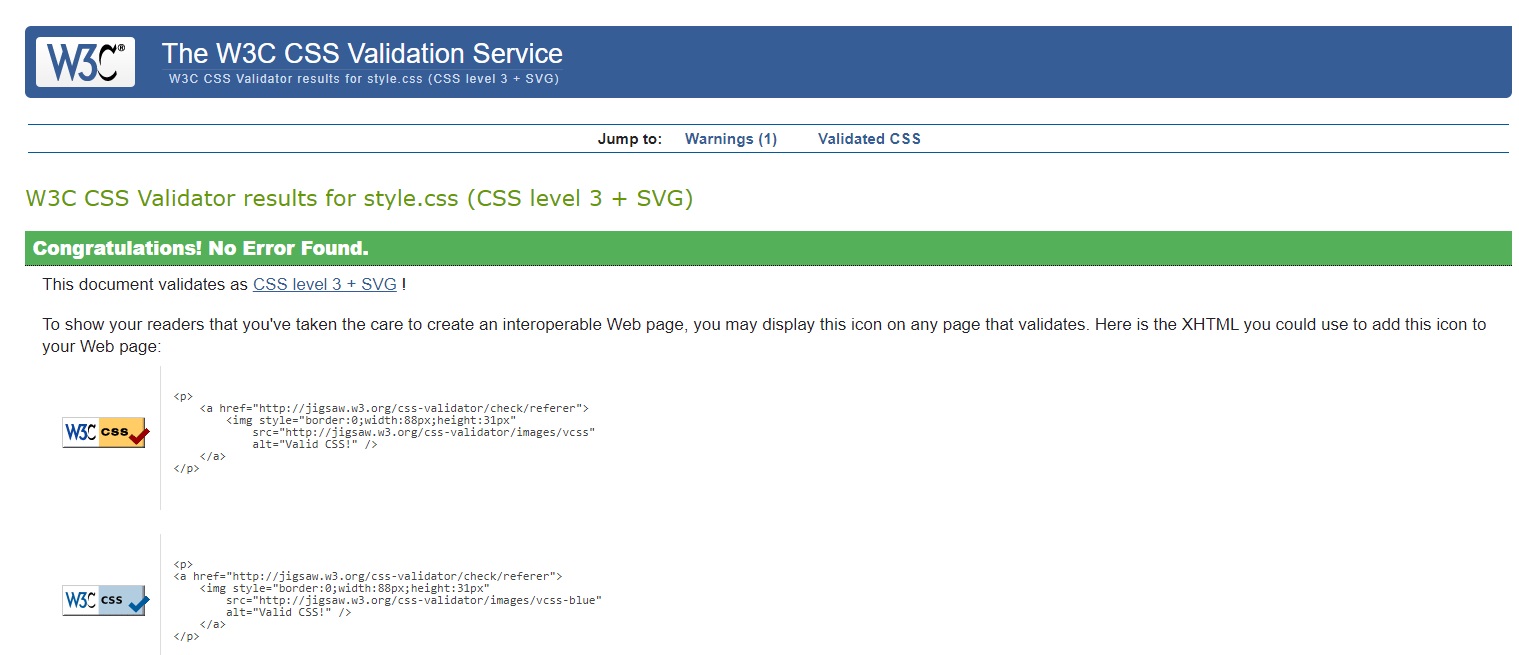 W3C®
The W3C CSS Validation Service
W3C CSS Validator results for style.css (CSS level 3 + SVG)
Jump to: Warnings (1) Validated CSS
W3C CSS Validator results for style.css (CSS level 3 + SVG)
Congratulations! No Error Found.
This document validates as CSS level 3 + SVG !
To show your readers that you've taken the care to create an interoperable Web page, you may display this icon on any page that validates. Here is the XHTML you could use to add this icon to
your Web page:
<p>
<a href="http://jigsaw.w3.org/css-validator/check/referer">
<img style="border:0;width:88px;height:31px"
W3C css
src="http://jigsaw.w3.org/css-validator/images/vcss"
alt="Valid CSS!" />
</a>
</p>
<p>
<a href="http://jigsaw.w3.org/css-validator/check/referer">
<img style="border:0;width:88px;height:31px"
W3C css
src="http://jigsaw.w3.org/css-validator/images/vcss-blue"
alt="Valid CSS!" />
</a>
</p>